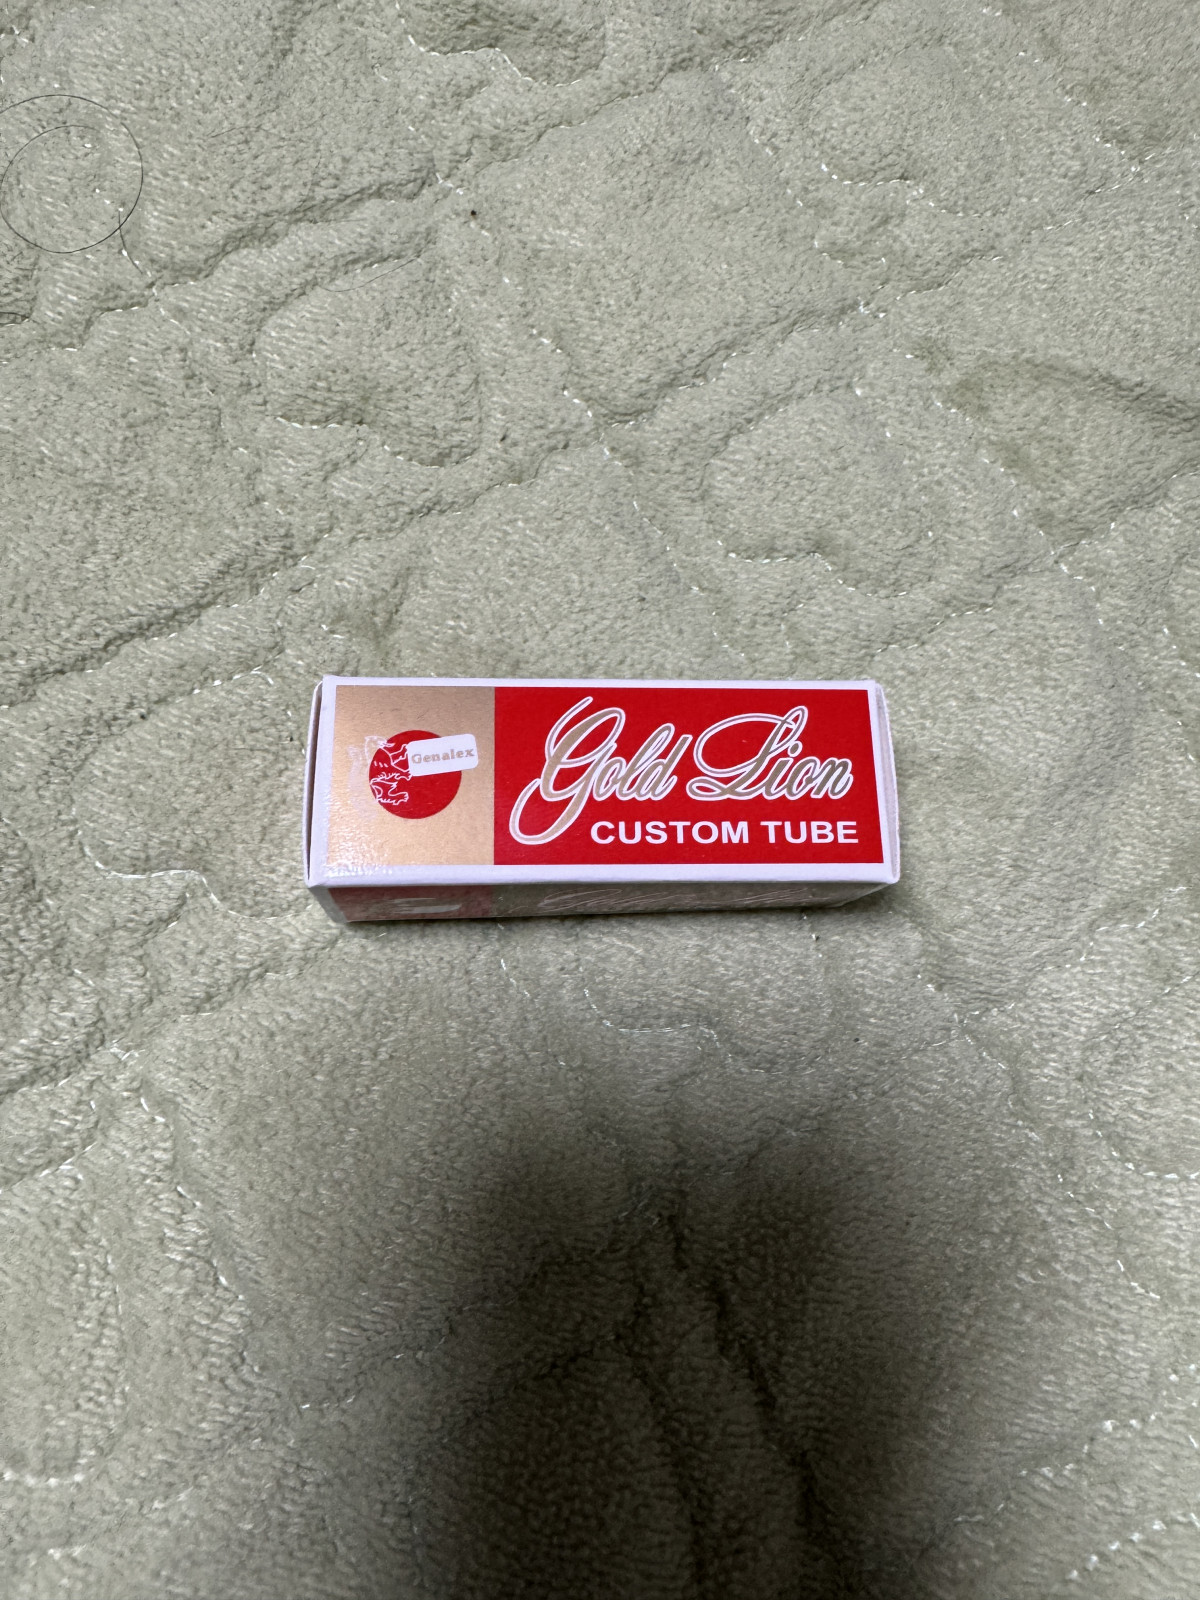 Genalex
Gold Lion
CUSTOM TUBE